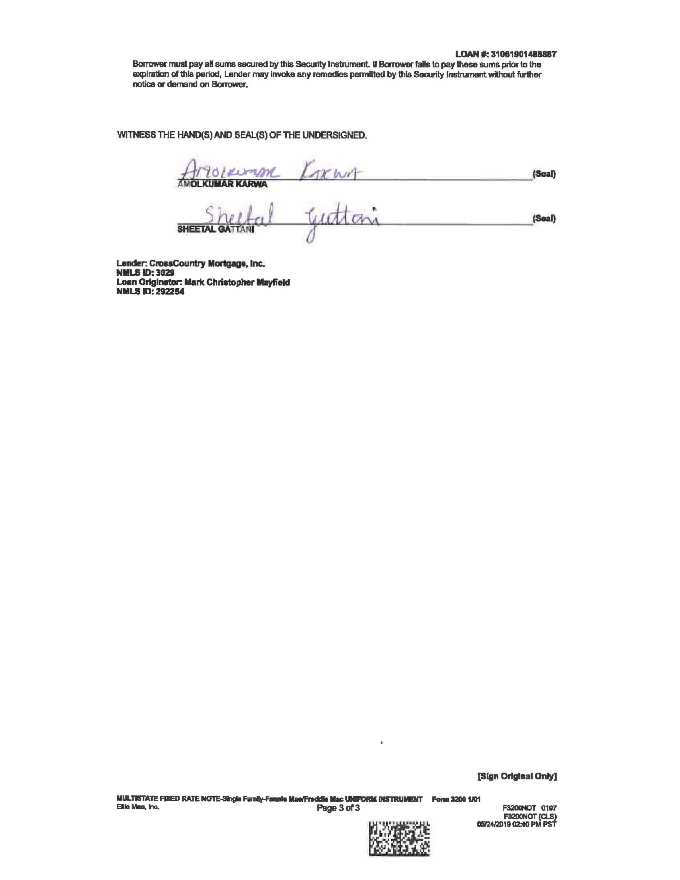 LOAN #: 31061901488887
Borrower must pay all sums secured by this Security Instrument. If Borrower fails to pay these sums prior to the
expiration of this period, Lender may invoke any remedies permitted by this Security Instrument without further
notice or demand on Borrower.
WITNESS THE HAND(S) AND SEAL(S) OF THE UNDERSIGNED.
Amolkumar Karwa (Seal)
AMOLKUMAR KARWA
Sheetal Gattani (Seal)
SHEETAL GATTANI
Lender: CrossCountry Mortgage, Inc.
NMLS ID: 3029
Loan Originator: Mark Christopher Mayfield
NMLS ID: 292254
[Sign Original Only]
MULTISTATE FIXED RATE NOTE-Single Family-Fannie Mae/Freddie Mac UNIFORM INSTRUMENT Form 3200 1/01
Ellie Mae, Inc. Page 3 of 3 F3200NOT 0107
F3200NOT (CLS)
05/24/2019 02:40 PM PST